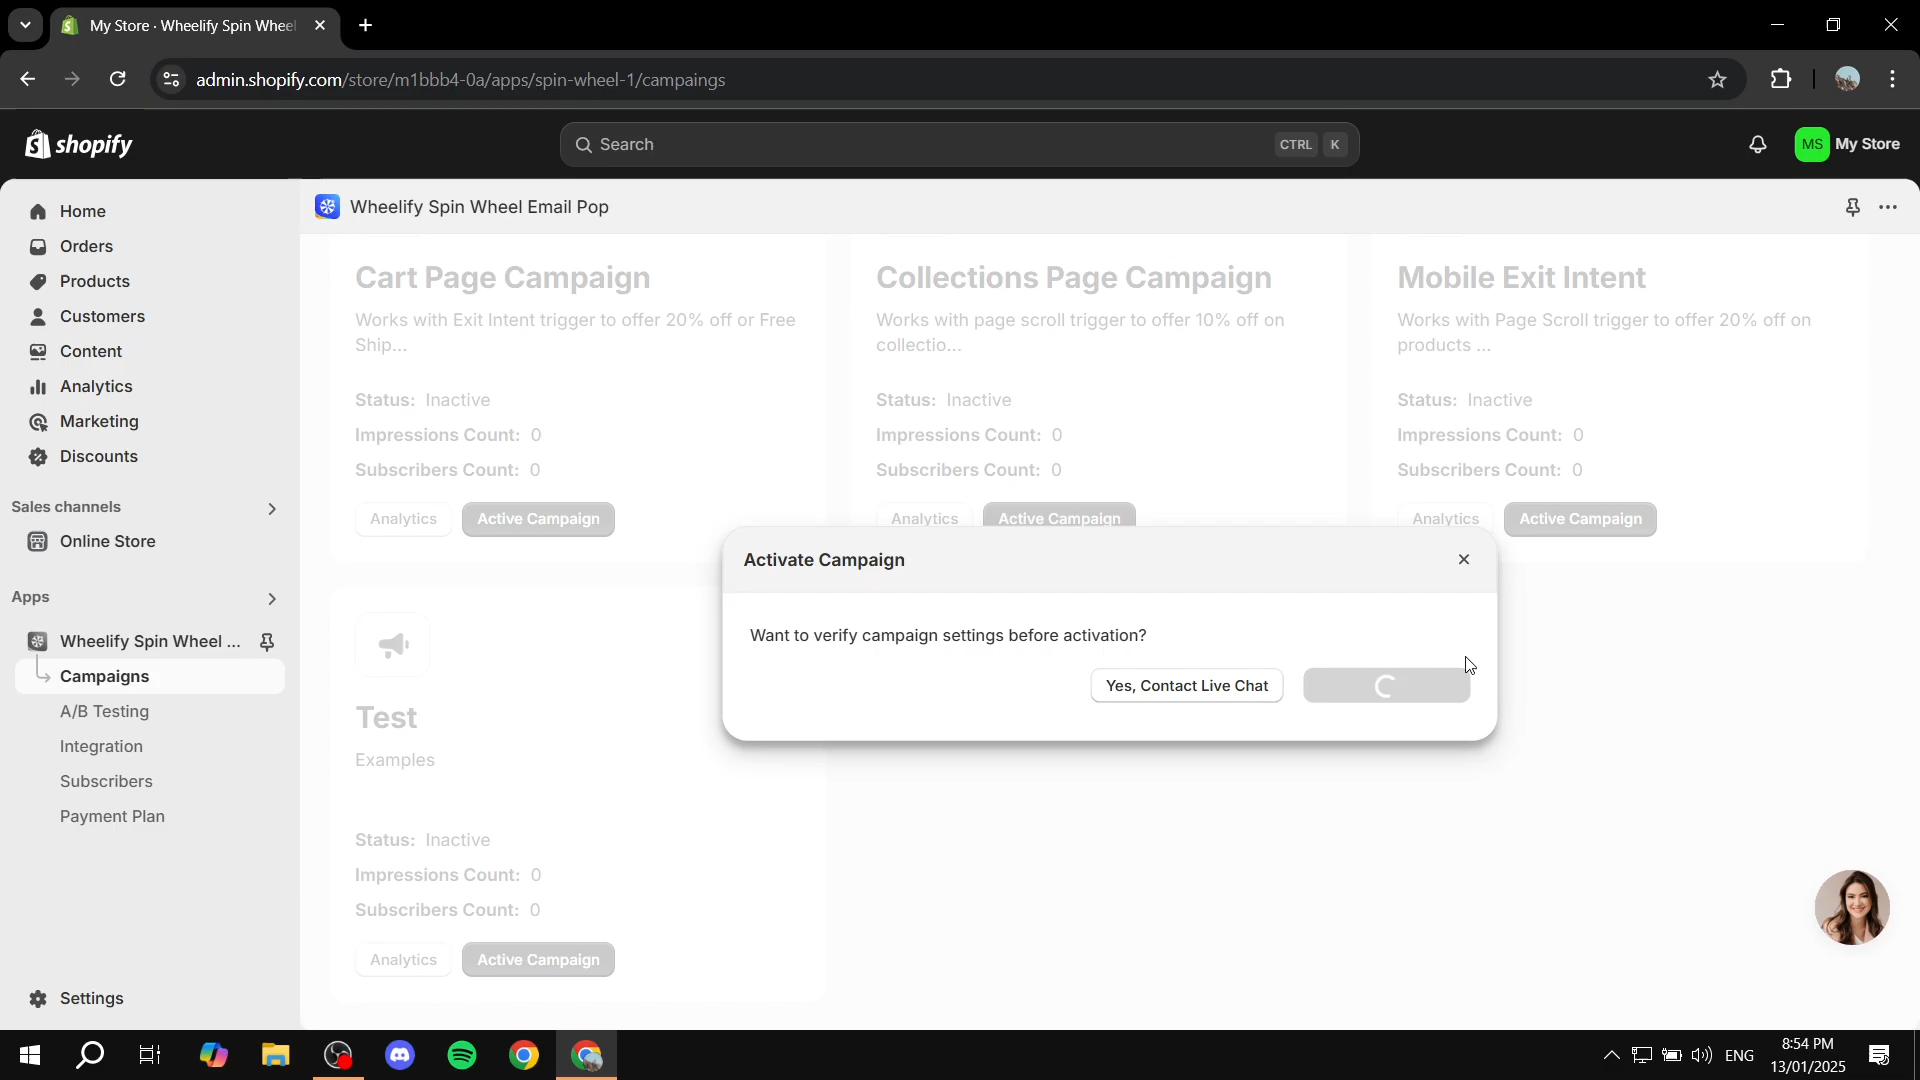 My Store · Wheelify Spin Wheel
admin.shopify.com/store/m1bbb4-0a/apps/spin-wheel-1/campaings
shopify
Search
CTRL K
MS My Store
Home
Orders
Products
Customers
Content
Analytics
Marketing
Discounts
Sales channels
Online Store
Apps
Wheelify Spin Wheel ...
Campaigns
A/B Testing
Integration
Subscribers
Payment Plan
Settings
Wheelify Spin Wheel Email Pop
Cart Page Campaign
Works with Exit Intent trigger to offer 20% off or Free
Ship...
Status: Inactive
Impressions Count: 0
Subscribers Count: 0
Analytics Active Campaign
Collections Page Campaign
Works with page scroll trigger to offer 10% off on
collectio...
Status: Inactive
Impressions Count: 0
Subscribers Count: 0
Analytics Active Campaign
Mobile Exit Intent
Works with Page Scroll trigger to offer 20% off on
products ...
Status: Inactive
Impressions Count: 0
Subscribers Count: 0
Analytics Active Campaign
Activate Campaign
Want to verify campaign settings before activation?
Yes, Contact Live Chat
Test
Examples
Status: Inactive
Impressions Count: 0
Subscribers Count: 0
Analytics Active Campaign
ENG
8:54 PM
13/01/2025